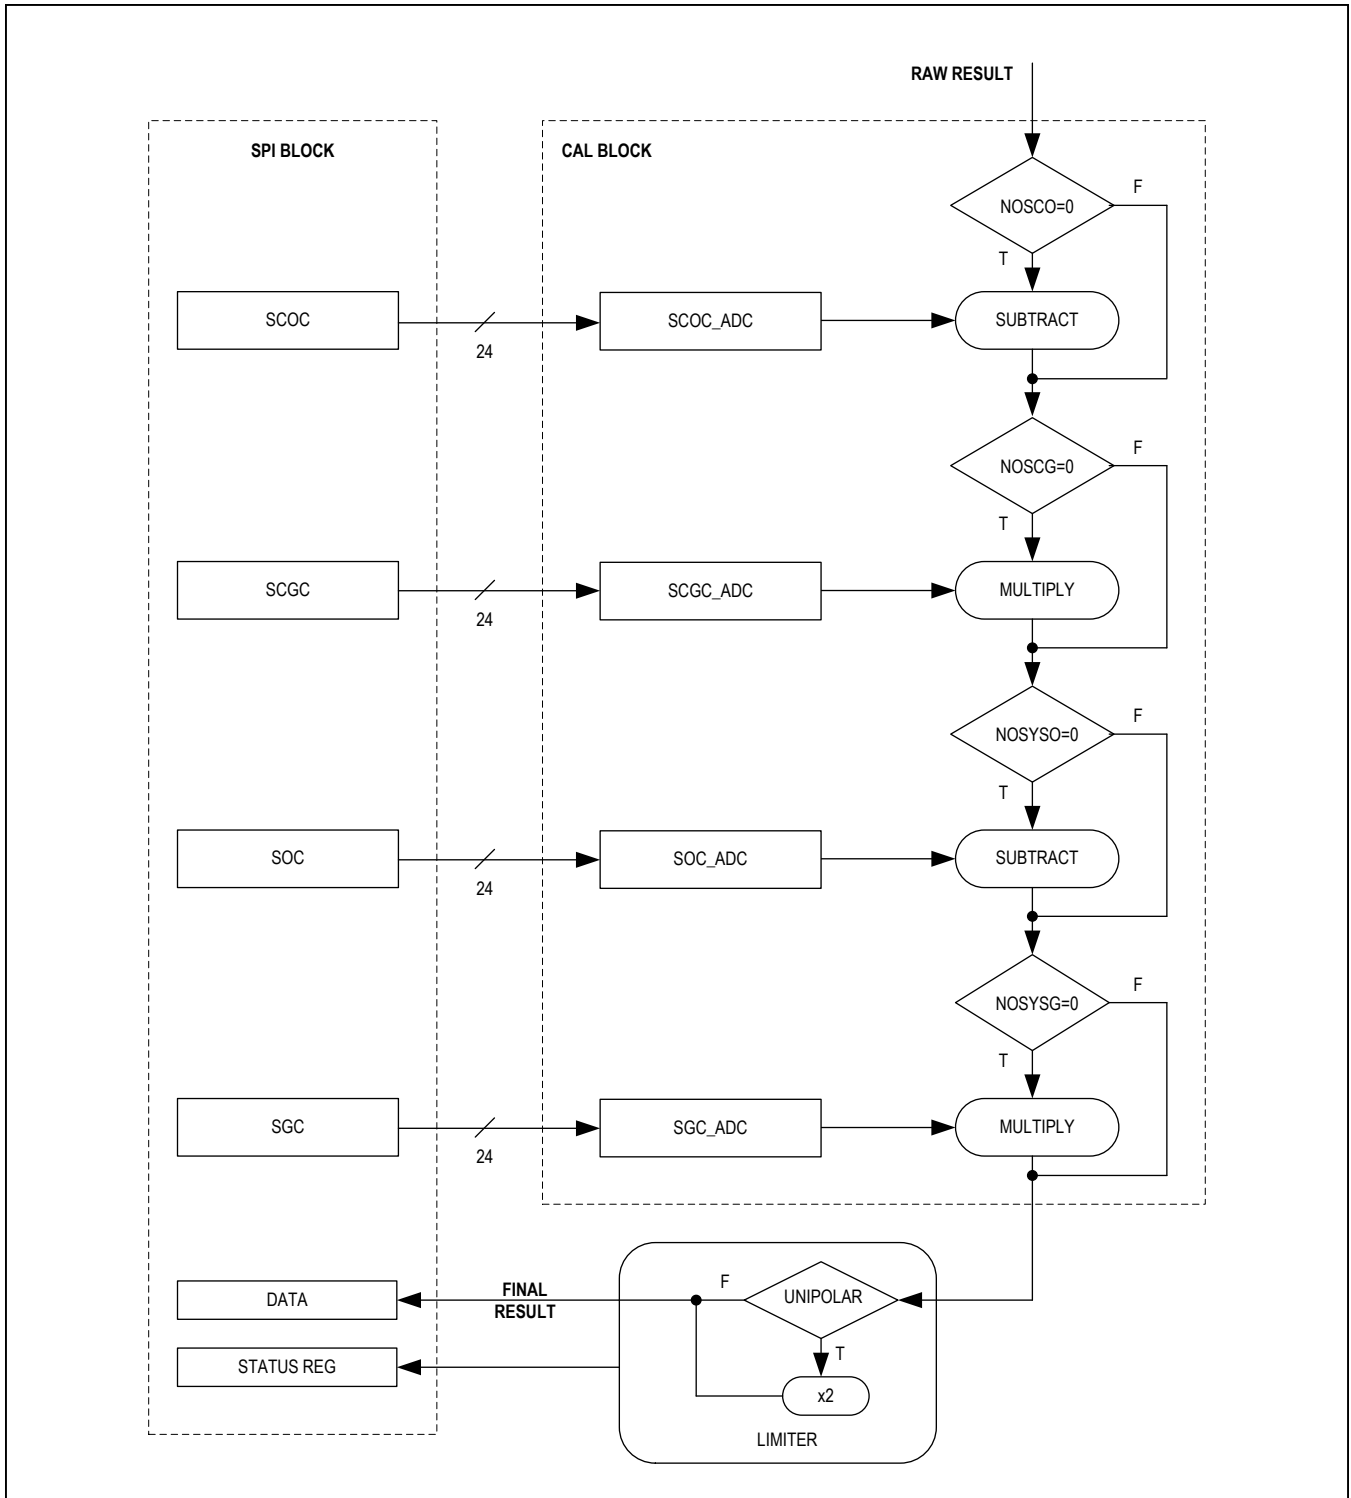 RAW RESULT
SPI BLOCK
CAL BLOCK
NOSCO=0
F
T
SCOC
24
SCOC_ADC
SUBTRACT
NOSCG=0
F
T
SCGC
24
SCGC_ADC
MULTIPLY
NOSYSO=0
F
T
SOC
24
SOC_ADC
SUBTRACT
NOSYSG=0
F
T
SGC
24
SGC_ADC
MULTIPLY
DATA
FINAL
RESULT
F
UNIPOLAR
T
STATUS REG
x2
LIMITER